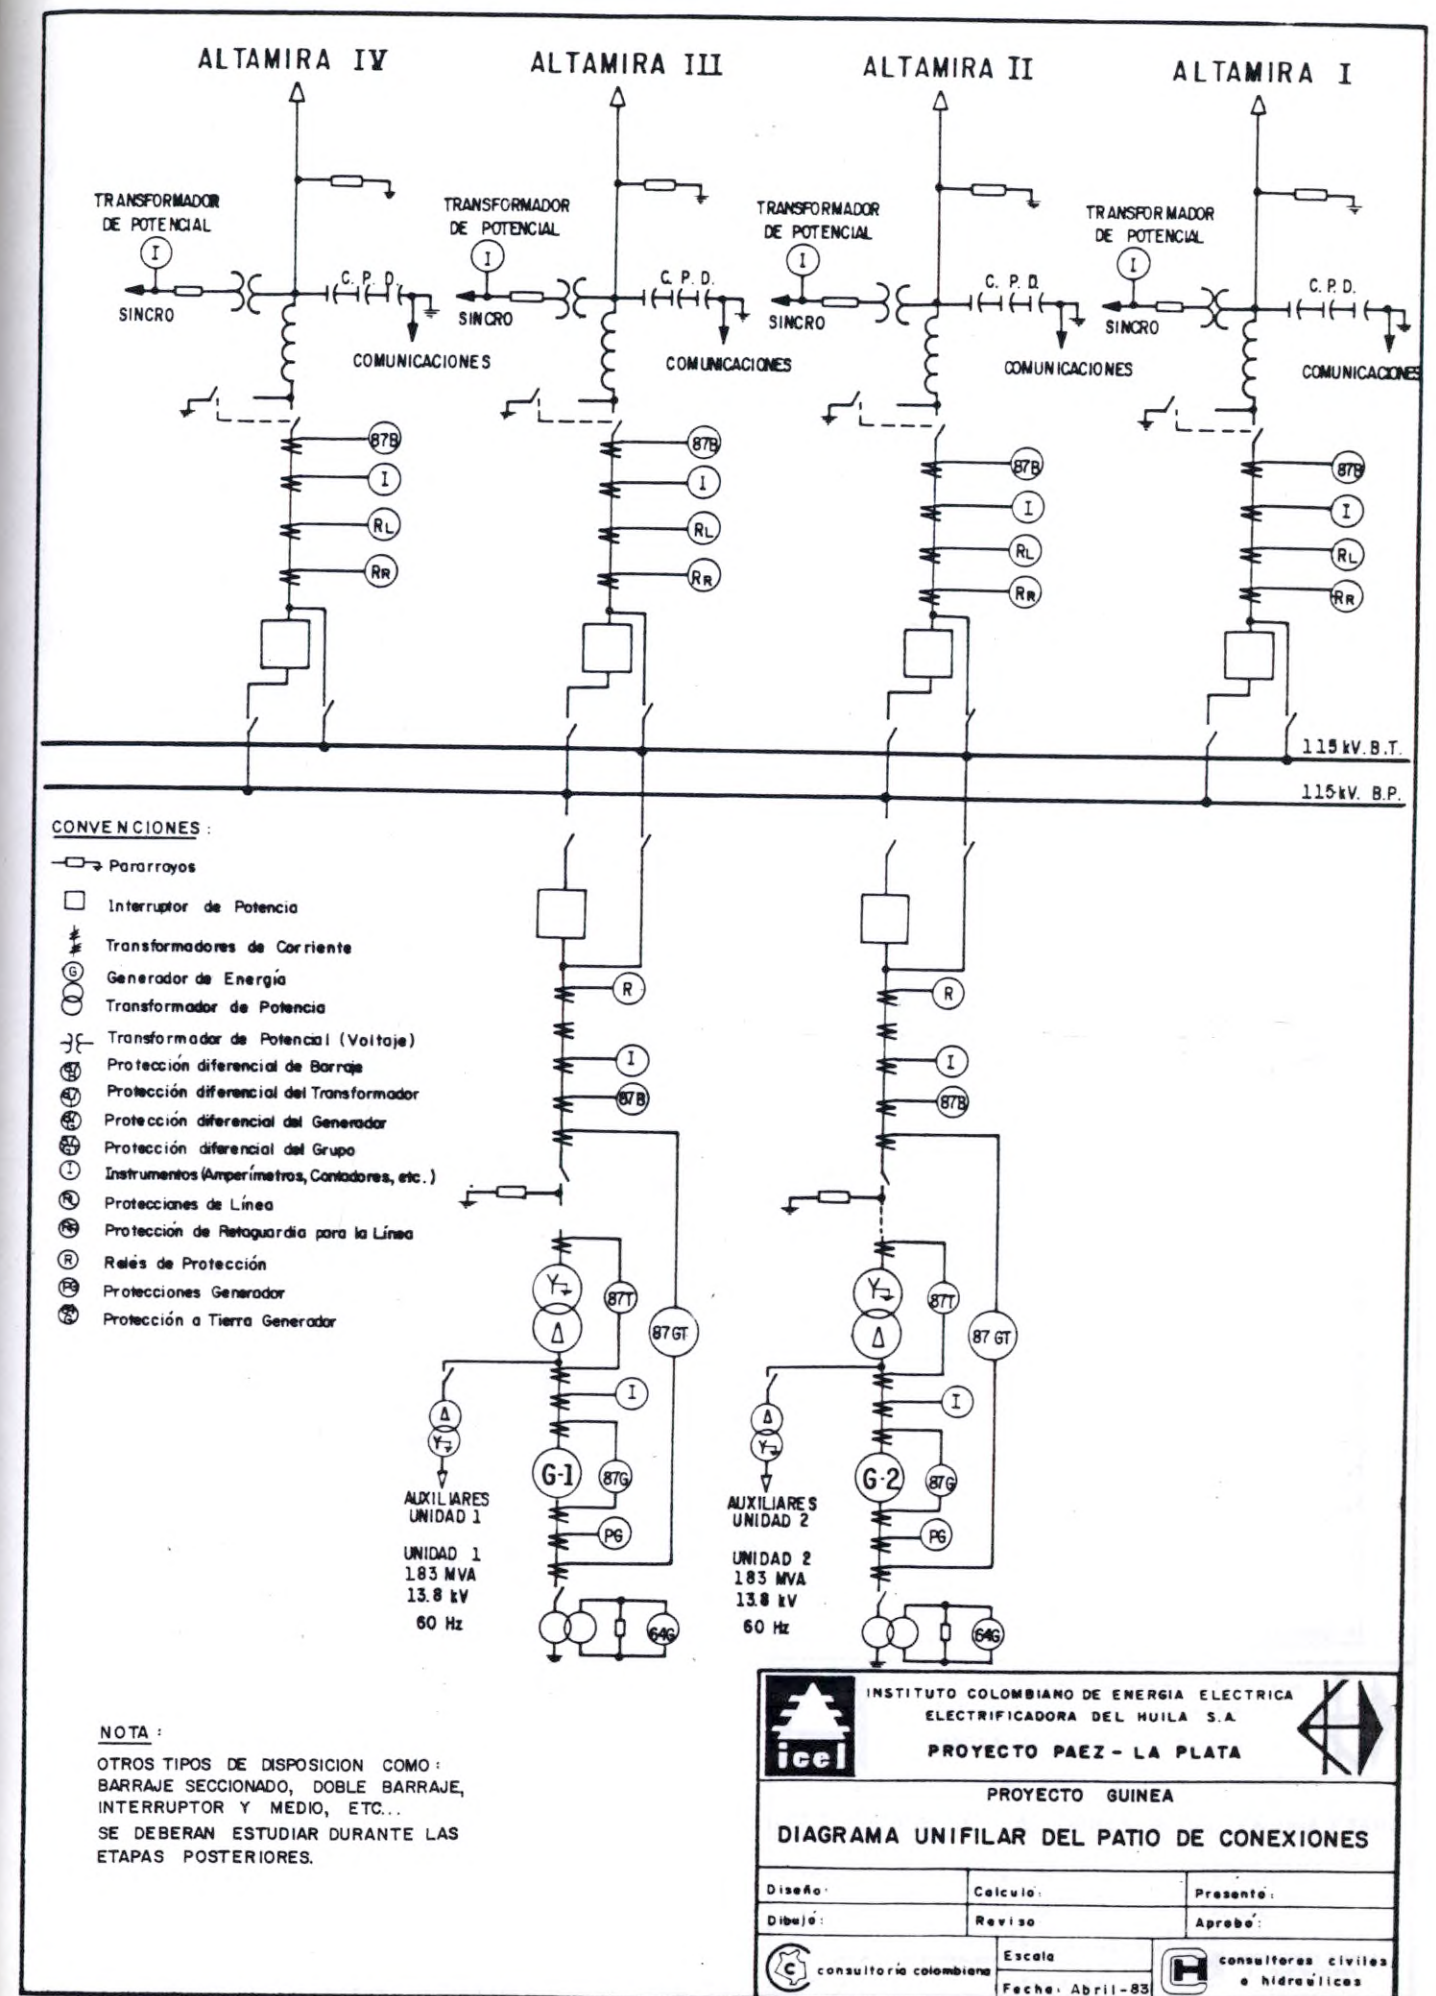 ALTAMIRA IV
ALTAMIRA III
ALTAMIRA II
ALTAMIRA I
TRANSFORMADOR
DE POTENCIAL
I
SINCRO
C. P. D.
COMUNICACIONES
TRANSFORMADOR
DE POTENCIAL
I
SINCRO
C. P. D.
COMUNICACIONES
TRANSFORMADOR
DE POTENCIAL
I
SINCRO
C. P. D.
COMUNICACIONES
TRANSFORMADOR
DE POTENCIAL
I
SINCRO
C.P.D.
COMUNICACIONES
87B
I
RL
RR
87B
I
RL
RR
87B
I
RL
RR
87B
I
RL
RR
115 kV. B.T.
115 kV. B.P.
CONVENCIONES :
Pararrayos
Interruptor de Potencia
Transformadores de Corriente
G
Generador de Energía
Transformador de Potencia
Transformador de Potencial (Voltaje)
Protección diferencial de Barraje
Protección diferencial del Transformador
Protección diferencial del Generador
Protección diferencial del Grupo
I
Instrumentos (Amperímetros, Contadores, etc.)
RL
Protecciones de Línea
RR
Protección de Retaguardia para la Línea
R
Relés de Protección
PG
Protecciones Generador
Protección a Tierra Generador
R
I
87B
87T
87GT
I
G-1
87G
PG
64G
AUXILIARES
UNIDAD 1
UNIDAD 1
183 MVA
13.8 kV
60 Hz
R
I
87B
87T
87 GT
I
G-2
87G
PG
64G
AUXILIARES
UNIDAD 2
UNIDAD 2
183 MVA
13.8 kV
60 Hz
NOTA :
OTROS TIPOS DE DISPOSICION COMO :
BARRAJE SECCIONADO, DOBLE BARRAJE,
INTERRUPTOR Y MEDIO, ETC...
SE DEBERAN ESTUDIAR DURANTE LAS
ETAPAS POSTERIORES.
icel
INSTITUTO COLOMBIANO DE ENERGIA ELECTRICA
ELECTRIFICADORA DEL HUILA S.A.
PROYECTO PAEZ - LA PLATA
PROYECTO GUINEA
DIAGRAMA UNIFILAR DEL PATIO DE CONEXIONES
Diseño:
Calculó:
Presentó:
Dibujó:
Reviso
Aprobó:
C consultoría colombiana
Escala
Fecha: Abril-83
consultores civiles
e hidraúlicos